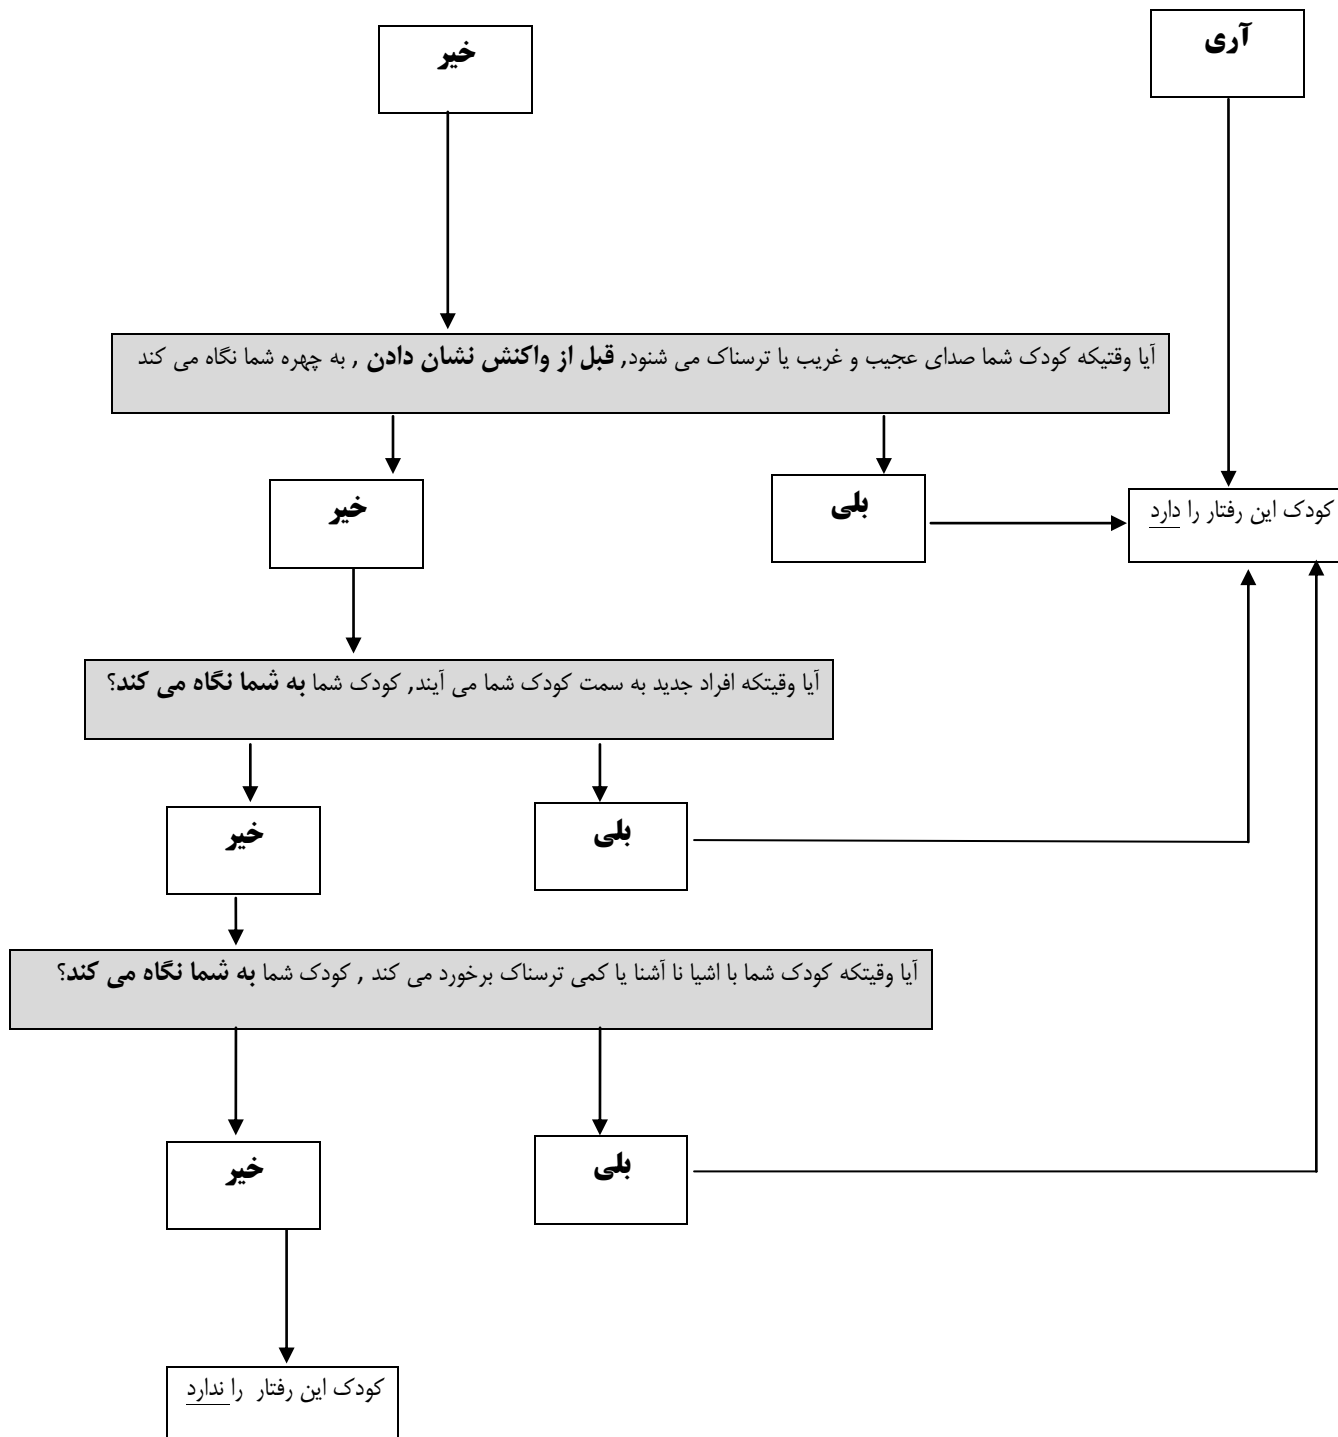 آری
خیر
آیا وقتیکه کودک شما صدای عجیب و غریب یا ترسناک می شنود, قبل از واکنش نشان دادن , به چهره شما نگاه می کند
بلی
خیر
کودک این رفتار را دارد
آیا وقیتکه افراد جدید به سمت کودک شما می آیند, کودک شما به شما نگاه می کند؟
بلی
خیر
آیا وقیتکه کودک شما با اشیا نا آشنا یا کمی ترسناک برخورد می کند , کودک شما به شما نگاه می کند؟
بلی
خیر
کودک این رفتار را ندارد